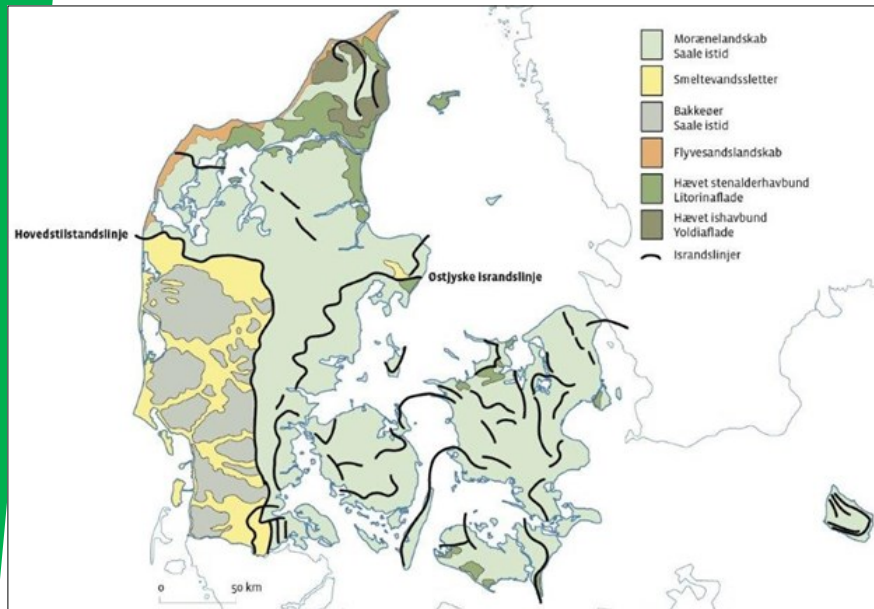 Morænelandskab
Saale istid
Smeltevandssletter
Bakkeøer
Saale istid
Flyvesandslandskab
Hævet stenalderhavbund
Litorinaflade
Hævet ishavbund
Yoldiaflade
Israndslinjer
Hovedstilstandslinje
Østjyske israndslinje
0 50 km